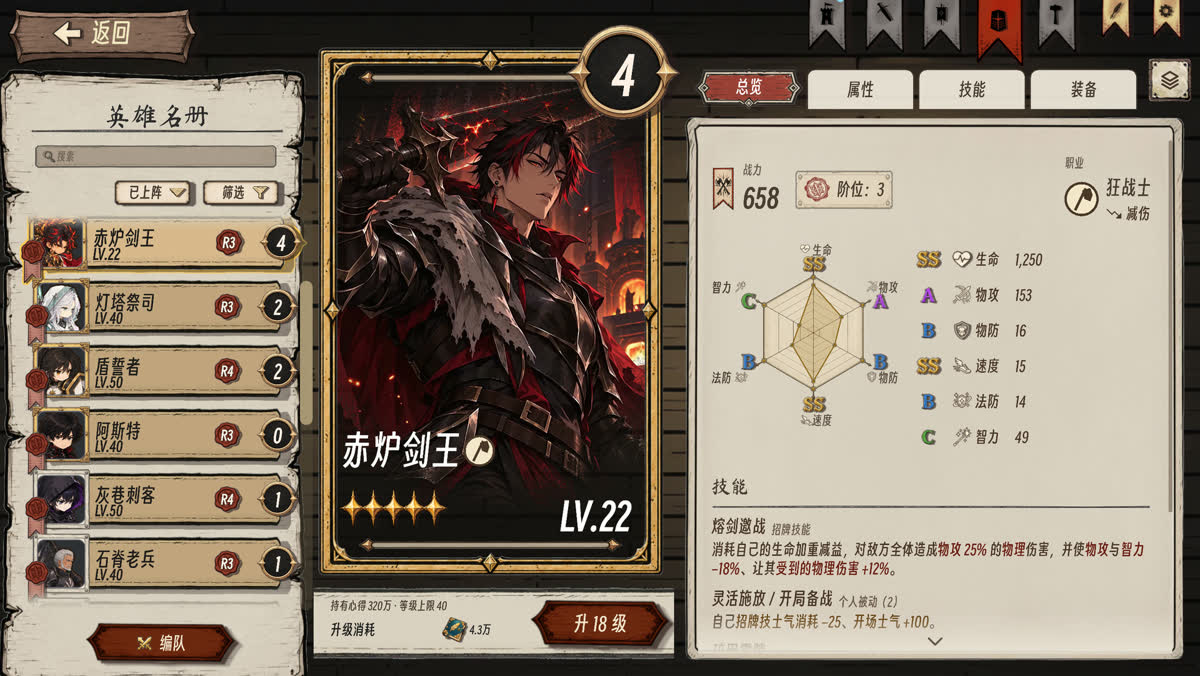 返回
英雄名册
搜索
已上阵
筛选
赤炉剑王
LV.22
R3
4
灯塔祭司
LV.40
R3
2
盾誓者
LV.50
R4
2
阿斯特
LV.40
R3
0
灰巷刺客
LV.50
R4
1
石脊老兵
LV.40
R3
1
编队
4
赤炉剑王
LV.22
持有心得 320万 · 等级上限 40
升级消耗
4.3万
升 18 级
总览
属性
技能
装备
战力
658
阶位：3
职业
狂战士
减伤
生命
SS
智力
C
物攻
A
B
法防
B
物防
SS
速度
SS 生命 1,250
A 物攻 153
B 物防 16
SS 速度 15
B 法防 14
C 智力 49
技能
熔剑邀战 招牌技能
消耗自己的生命加重减益，对敌方全体造成物攻 25% 的物理伤害，并使物攻与智力
-18%、让其受到的物理伤害 +12%。
灵活施放 / 开局备战 个人被动（2）
自己招牌技士气消耗 -25、开场士气 +100。